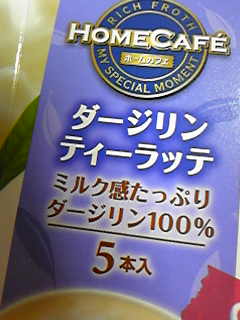 RICH FROTH
HOMECAFÉ
ホームカフェ
MY SPECIAL MOMENT
ダージリン
ティーラッテ
ミルク感たっぷり
ダージリン100%
5本入